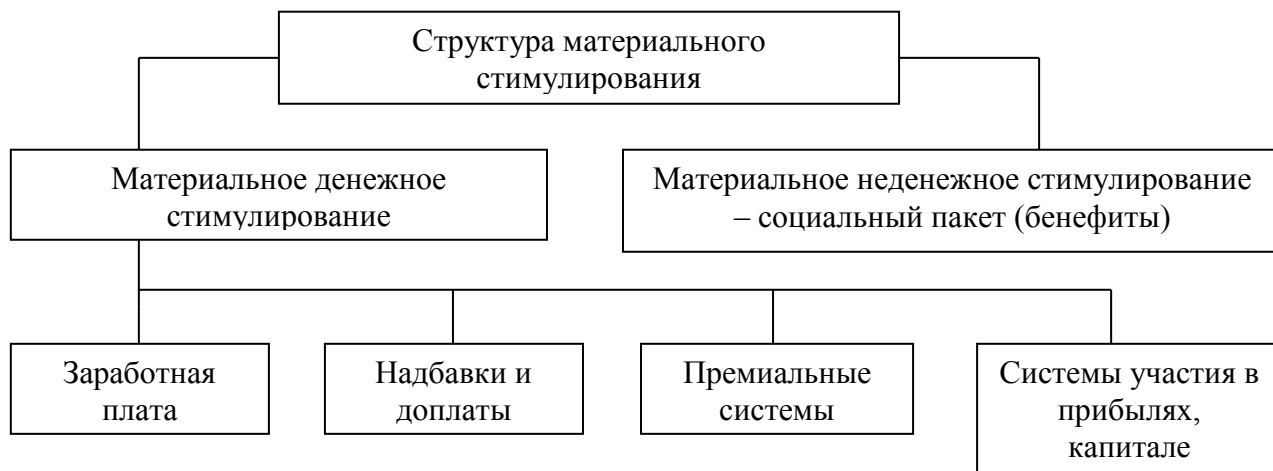 Структура материального
стимулирования
Материальное денежное
стимулирование
Материальное неденежное стимулирование
– социальный пакет (бенефиты)
Заработная
плата
Надбавки и
доплаты
Премиальные
системы
Системы участия в
прибылях,
капитале